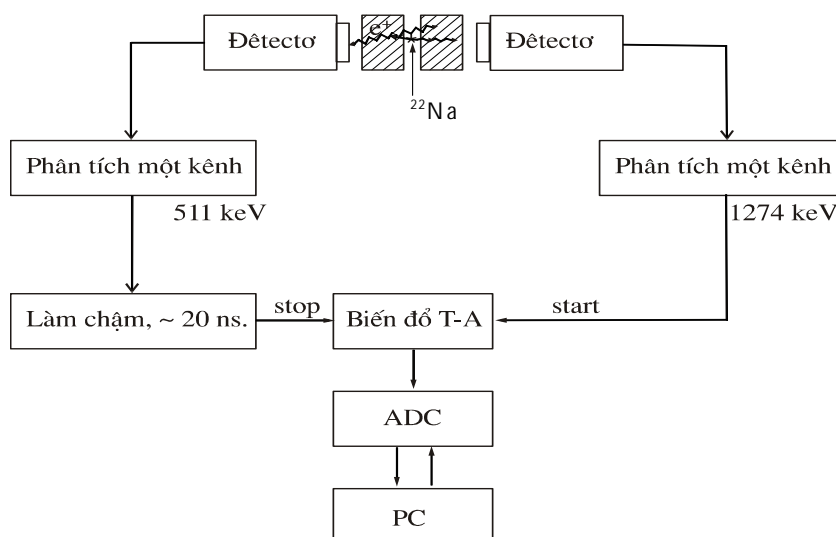 Đêtectơ
e+
Đêtectơ
²²Na
Phân tích một kênh
Phân tích một kênh
511 keV
1274 keV
Làm chậm, ~ 20 ns.
stop
Biến đổ T-A
start
ADC
PC